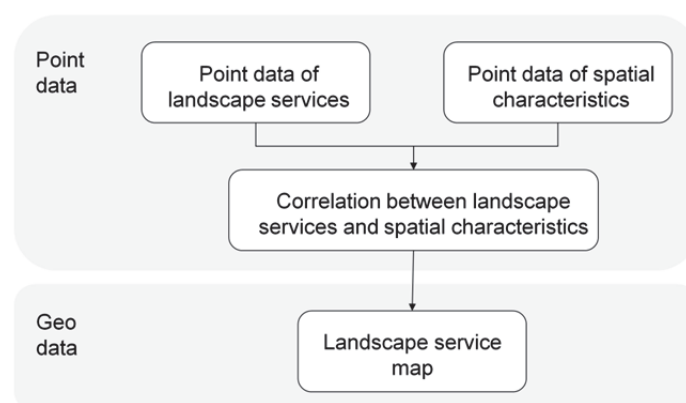 Point
data
Point data of
landscape services
Point data of spatial
characteristics
Correlation between landscape
services and spatial characteristics
Geo
data
Landscape service
map